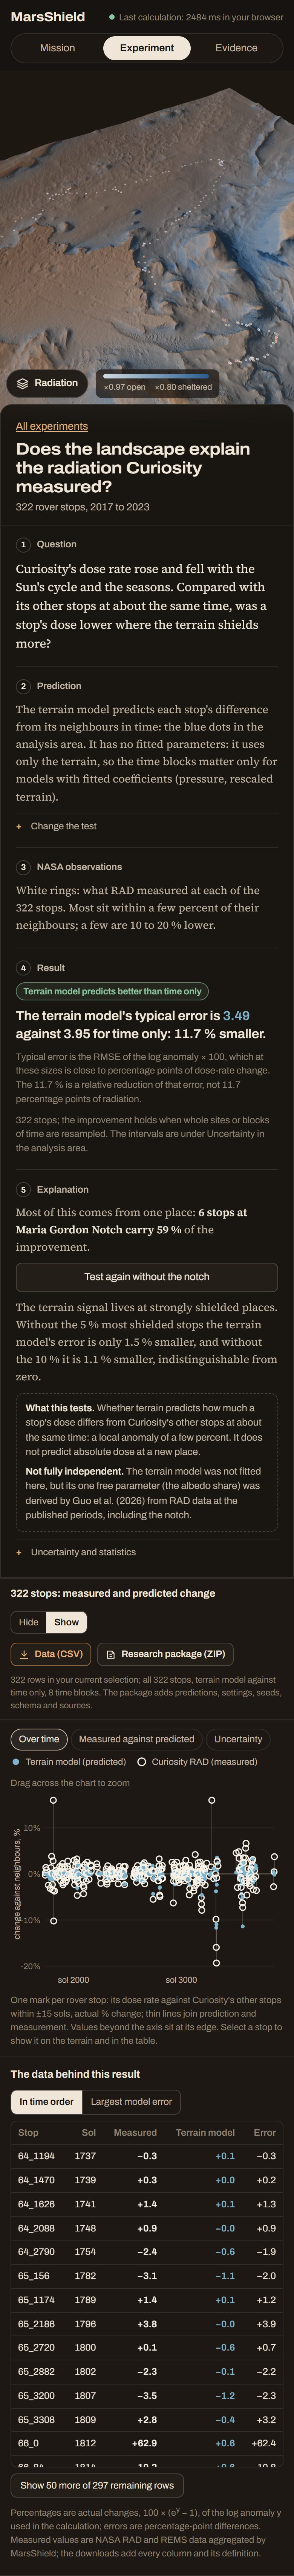 MarsShield
Last calculation: 2484 ms in your browser
Mission
Experiment
Evidence
Radiation
×0.97 open
×0.80 sheltered
All experiments
Does the landscape explain
the radiation Curiosity
measured?
322 rover stops, 2017 to 2023
1 Question
Curiosity's dose rate rose and fell with the
Sun's cycle and the seasons. Compared with
its other stops at about the same time, was a
stop's dose lower where the terrain shields
more?
2 Prediction
The terrain model predicts each stop's difference
from its neighbours in time: the blue dots in the
analysis area. It has no fitted parameters: it uses
only the terrain, so the time blocks matter only for
models with fitted coefficients (pressure, rescaled
terrain).
+ Change the test
3 NASA observations
White rings: what RAD measured at each of the
322 stops. Most sit within a few percent of their
neighbours; a few are 10 to 20 % lower.
4 Result
Terrain model predicts better than time only
The terrain model's typical error is 3.49
against 3.95 for time only: 11.7 % smaller.
Typical error is the RMSE of the log anomaly × 100, which at
these sizes is close to percentage points of dose-rate change.
The 11.7 % is a relative reduction of that error, not 11.7
percentage points of radiation.
322 stops; the improvement holds when whole sites or blocks
of time are resampled. The intervals are under Uncertainty in
the analysis area.
5 Explanation
Most of this comes from one place: 6 stops at
Maria Gordon Notch carry 59 % of the
improvement.
Test again without the notch
The terrain signal lives at strongly shielded places.
Without the 5 % most shielded stops the terrain
model's error is only 1.5 % smaller, and without
the 10 % it is 1.1 % smaller, indistinguishable from
zero.
What this tests. Whether terrain predicts how much a
stop's dose differs from Curiosity's other stops at about
the same time: a local anomaly of a few percent. It does
not predict absolute dose at a new place.
Not fully independent. The terrain model was not fitted
here, but its one free parameter (the albedo share) was
derived by Guo et al. (2026) from RAD data at the
published periods, including the notch.
+ Uncertainty and statistics
322 stops: measured and predicted change
Hide
Show
Data (CSV)
Research package (ZIP)
322 rows in your current selection; all 322 stops, terrain model against
time only, 8 time blocks. The package adds predictions, settings, seeds,
schema and sources.
Over time
Measured against predicted
Uncertainty
Terrain model (predicted)
Curiosity RAD (measured)
Drag across the chart to zoom
change against neighbours, %
10%
0%
−10%
−20%
sol 2000
sol 3000
One mark per rover stop: its dose rate against Curiosity's other stops
within ±15 sols, actual % change; thin lines join prediction and
measurement. Values beyond the axis sit at its edge. Select a stop to
show it on the terrain and in the table.
The data behind this result
In time order
Largest model error
Stop Sol Measured Terrain model Error
64_1194 1737 −0.3 +0.1 −0.3
64_1470 1739 +0.3 +0.0 +0.2
64_1626 1741 +1.4 +0.1 +1.3
64_2088 1748 +0.9 −0.0 +0.9
64_2790 1754 −2.4 −0.6 −1.9
65_156 1782 −3.1 −1.1 −2.0
65_1174 1789 +1.4 +0.1 +1.2
65_2186 1796 +3.8 −0.0 +3.9
65_2720 1800 +0.1 −0.6 +0.7
65_2882 1802 −2.3 −0.1 −2.2
65_3200 1807 −3.5 −1.2 −2.3
65_3308 1809 +2.8 −0.4 +3.2
66_0 1812 +62.9 +0.6 +62.4
Show 50 more of 297 remaining rows
Percentages are actual changes, 100 × (e^y − 1), of the log anomaly y
used in the calculation; errors are percentage-point differences.
Measured values are NASA RAD and REMS data aggregated by
MarsShield; the downloads add every column and its definition.